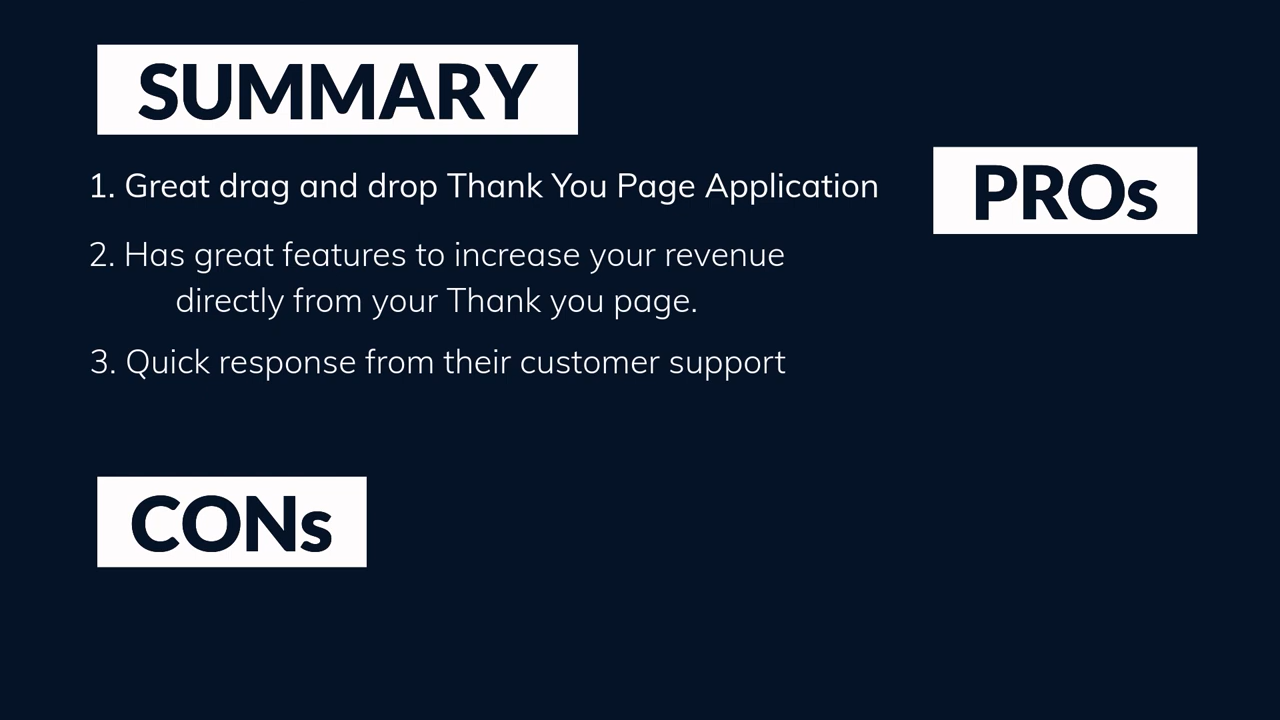 SUMMARY
PROs
1. Great drag and drop Thank You Page Application
2. Has great features to increase your revenue
directly from your Thank you page.
3. Quick response from their customer support
CONs